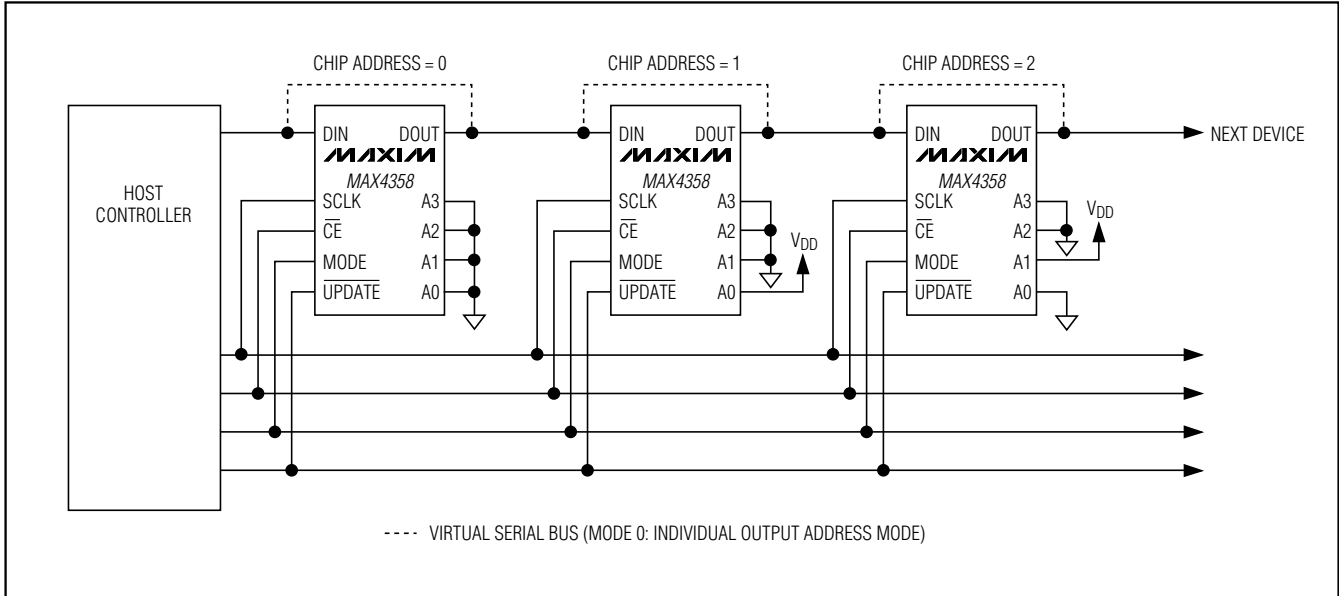 CHIP ADDRESS = 0
CHIP ADDRESS = 1
CHIP ADDRESS = 2
HOST
CONTROLLER
DIN DOUT
MAXIM
MAX4358
SCLK A3
CE A2
MODE A1
UPDATE A0
DIN DOUT
MAXIM
MAX4358
SCLK A3
CE A2
MODE A1
UPDATE A0
VDD
DIN DOUT
MAXIM
MAX4358
SCLK A3
CE A2
MODE A1
UPDATE A0
VDD
NEXT DEVICE
VIRTUAL SERIAL BUS (MODE 0: INDIVIDUAL OUTPUT ADDRESS MODE)